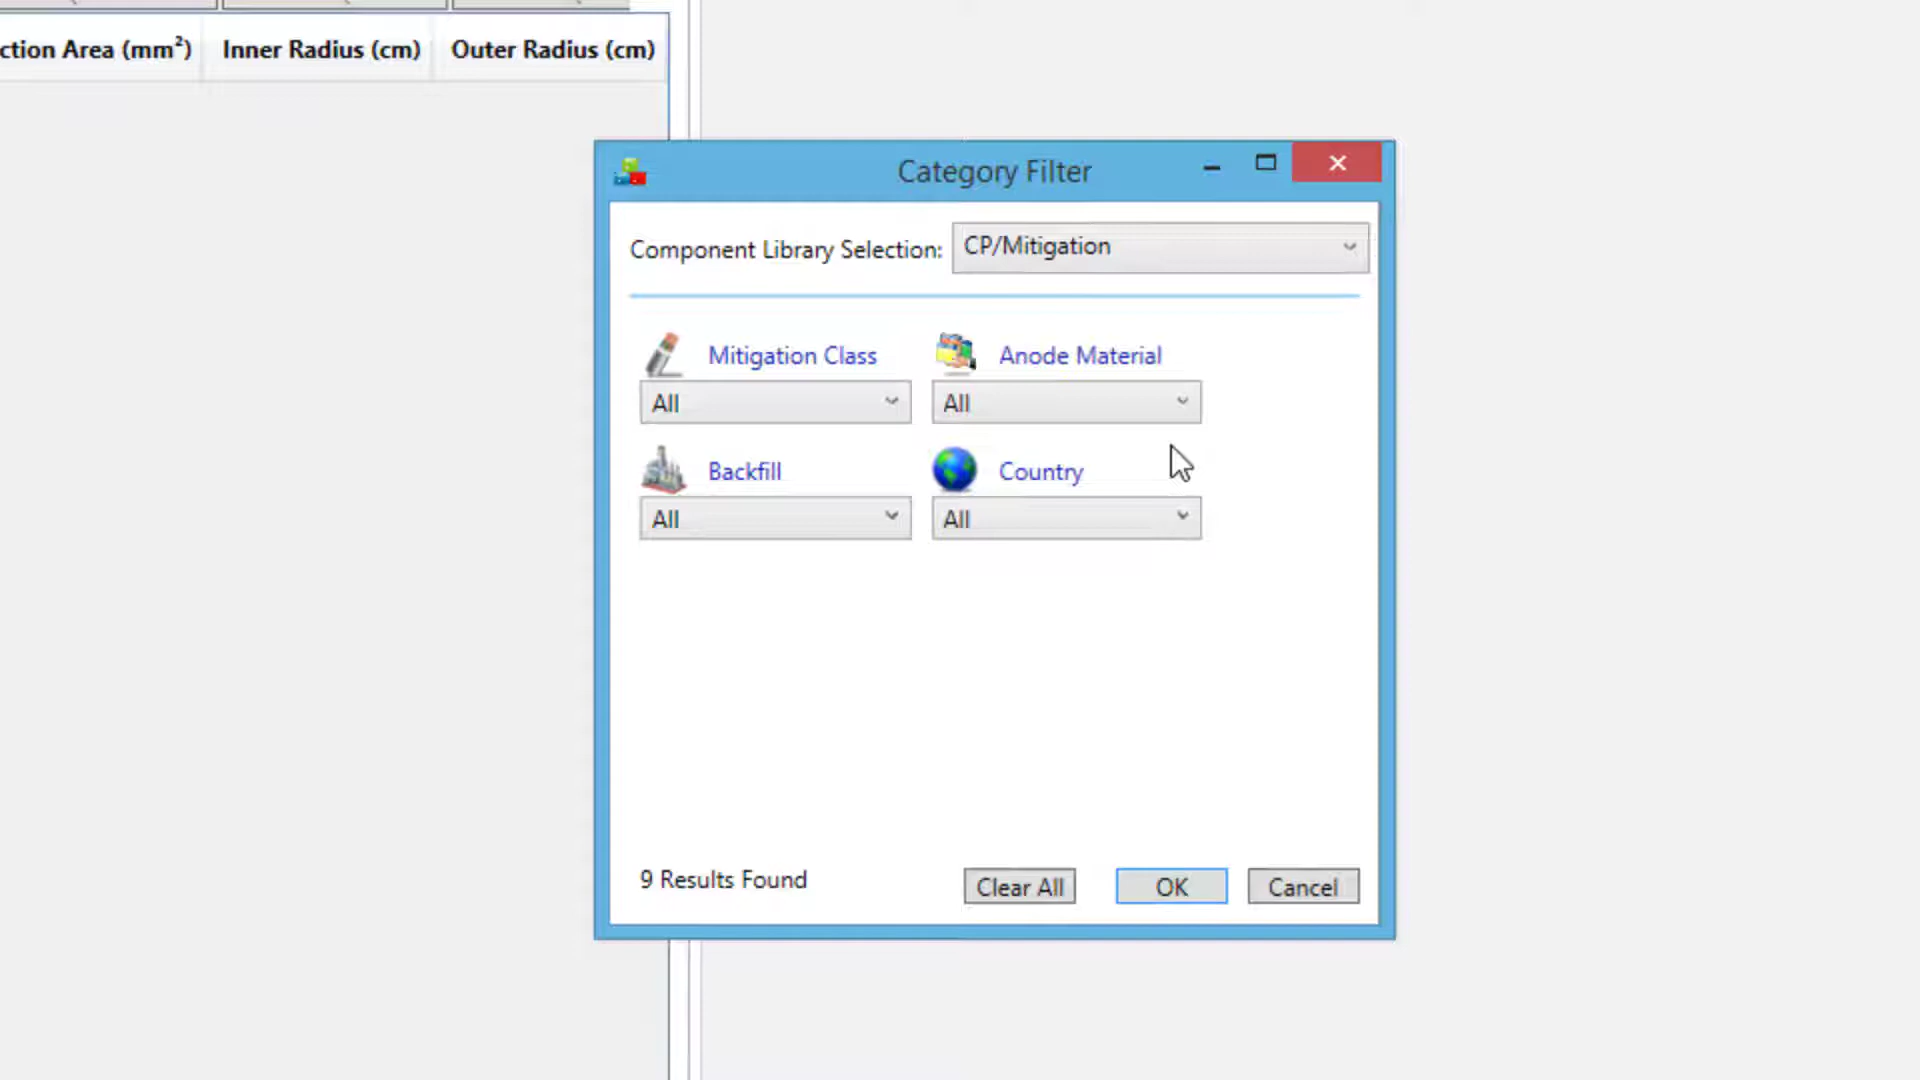 ction Area (mm²) Inner Radius (cm) Outer Radius (cm)
Category Filter
Component Library Selection: CP/Mitigation
Mitigation Class Anode Material
All All
Backfill Country
All All
9 Results Found Clear All OK Cancel